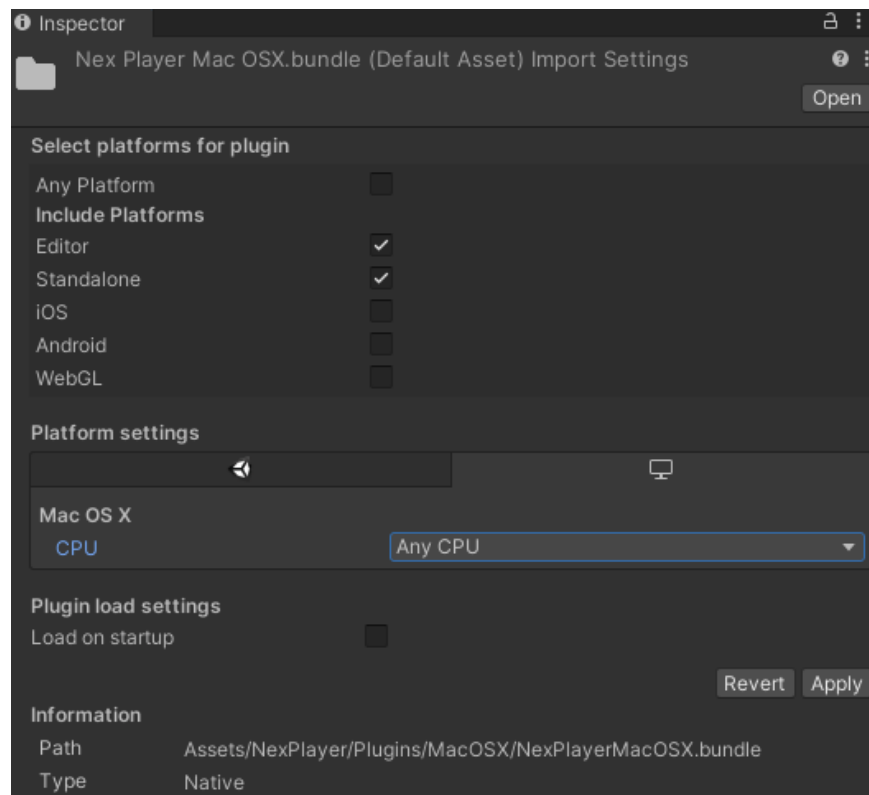 Inspector
Nex Player Mac OSX.bundle (Default Asset) Import Settings
Open
Select platforms for plugin
Any Platform
Include Platforms
Editor
Standalone
iOS
Android
WebGL
Platform settings
Mac OS X
CPU Any CPU
Plugin load settings
Load on startup
Revert Apply
Information
Path Assets/NexPlayer/Plugins/MacOSX/NexPlayerMacOSX.bundle
Type Native